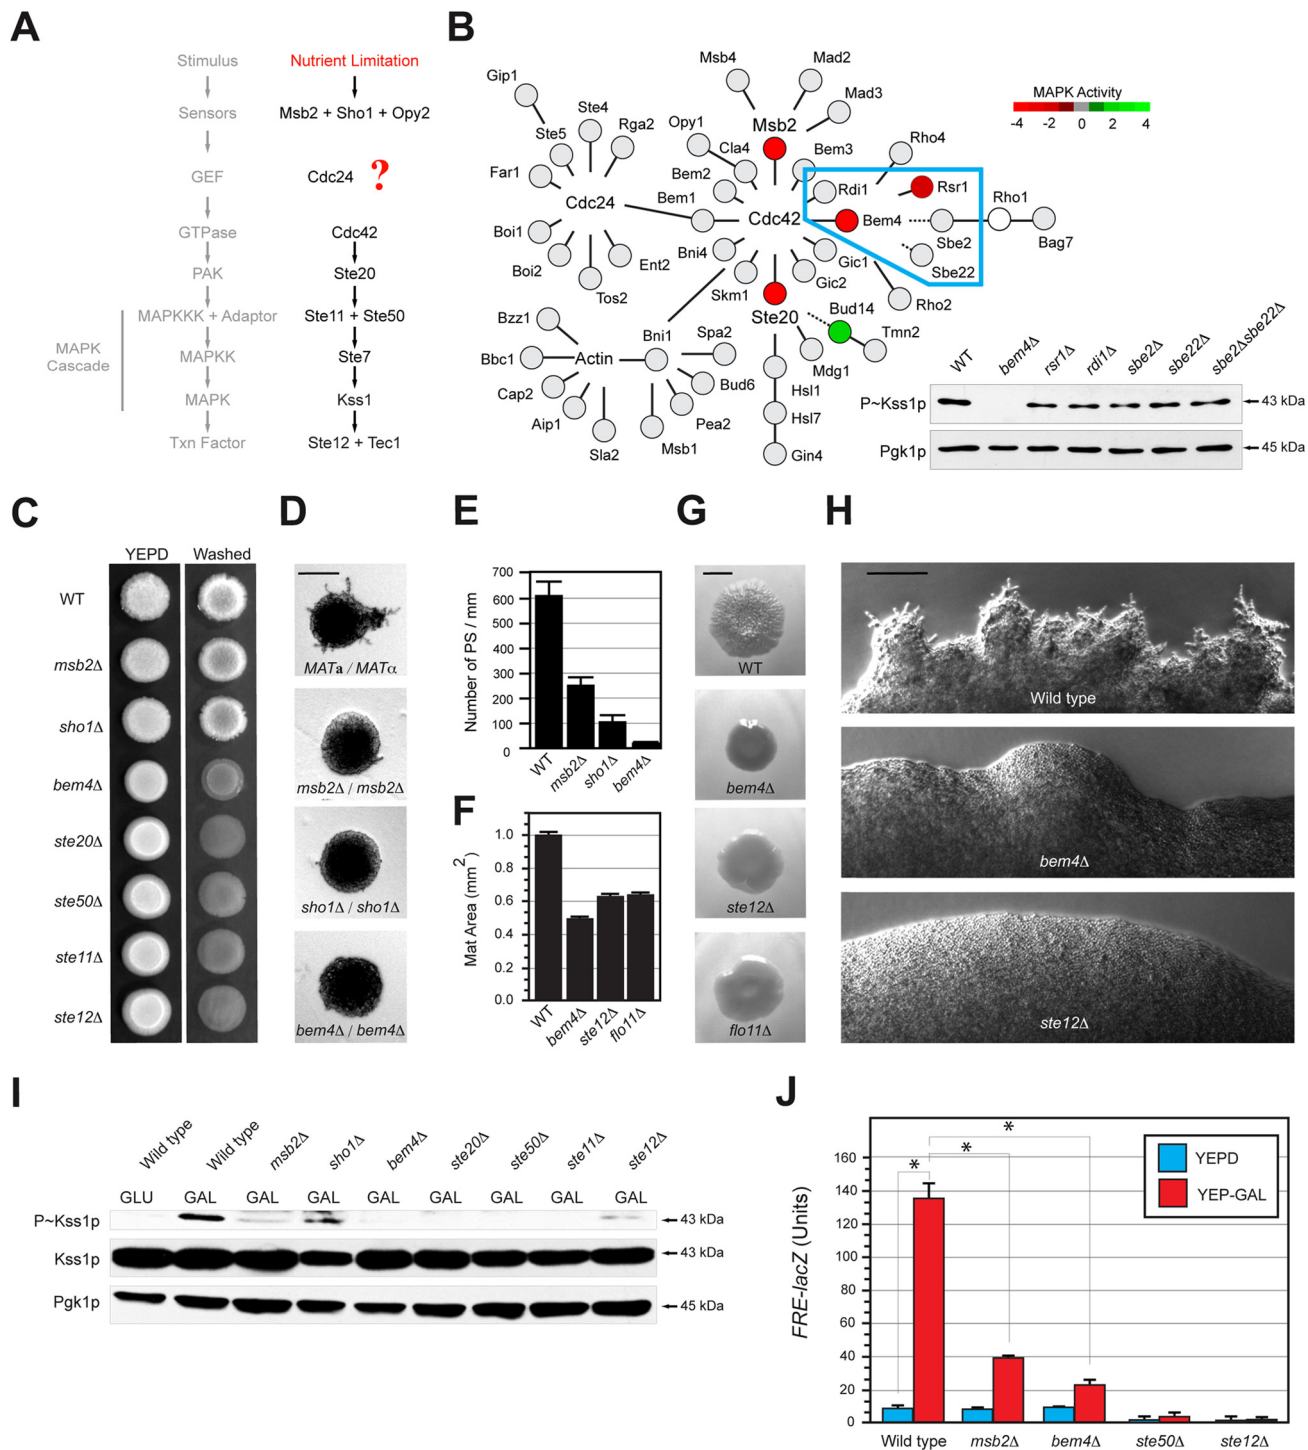 A
Stimulus
Nutrient Limitation
Sensors
Msb2 + Sho1 + Opy2
GEF
Cdc24
?
GTPase
Cdc42
PAK
Ste20
MAPKKK + Adaptor
Ste11 + Ste50
MAPK
Cascade
MAPKK
Ste7
MAPK
Kss1
Txn Factor
Ste12 + Tec1
B
Msb4
Mad2
Gip1
Mad3
MAPK Activity
-4
-2
0
2
4
Ste4
Ste5
Rga2
Opy1
Msb2
Cla4
Bem3
Rho4
Far1
Bem2
Rdi1
Rsr1
Cdc24
Bem1
Cdc42
Bem4
Rho1
Boi1
Sbe2
Bag7
Boi2
Ent2
Bni4
Gic1
Sbe22
Tos2
Skm1
Gic2
Rho2
Bzz1
Spa2
Ste20
Bud14
Tmn2
Bni1
Bbc1
Actin
Mdg1
Cap2
Bud6
Hsl1
Aip1
Pea2
Hsl7
Sla2
Msb1
Gin4
WT
bem4Δ
rsr1Δ
rdi1Δ
sbe2Δ
sbe22Δ
sbe2Δsbe22Δ
P~Kss1p
43 kDa
Pgk1p
45 kDa
C
YEPD
Washed
WT
msb2Δ
sho1Δ
bem4Δ
ste20Δ
ste50Δ
ste11Δ
ste12Δ
D
MATa / MATα
msb2Δ / msb2Δ
sho1Δ / sho1Δ
bem4Δ / bem4Δ
E
Number of PS / mm
700
600
500
400
300
200
100
0
WT
msb2Δ
sho1Δ
bem4Δ
F
Mat Area (mm2)
1.0
0.8
0.6
0.4
0.2
0.0
WT
bem4Δ
ste12Δ
flo11Δ
G
WT
bem4Δ
ste12Δ
flo11Δ
H
Wild type
bem4Δ
ste12Δ
I
Wild type
Wild type
msb2Δ
sho1Δ
bem4Δ
ste20Δ
ste50Δ
ste11Δ
ste12Δ
GLU
GAL
GAL
GAL
GAL
GAL
GAL
GAL
GAL
P~Kss1p
43 kDa
Kss1p
43 kDa
Pgk1p
45 kDa
J
FRE-lacZ (Units)
160
140
120
100
80
60
40
20
0
*
*
*
YEPD
YEP-GAL
Wild type
msb2Δ
bem4Δ
ste50Δ
ste12Δ